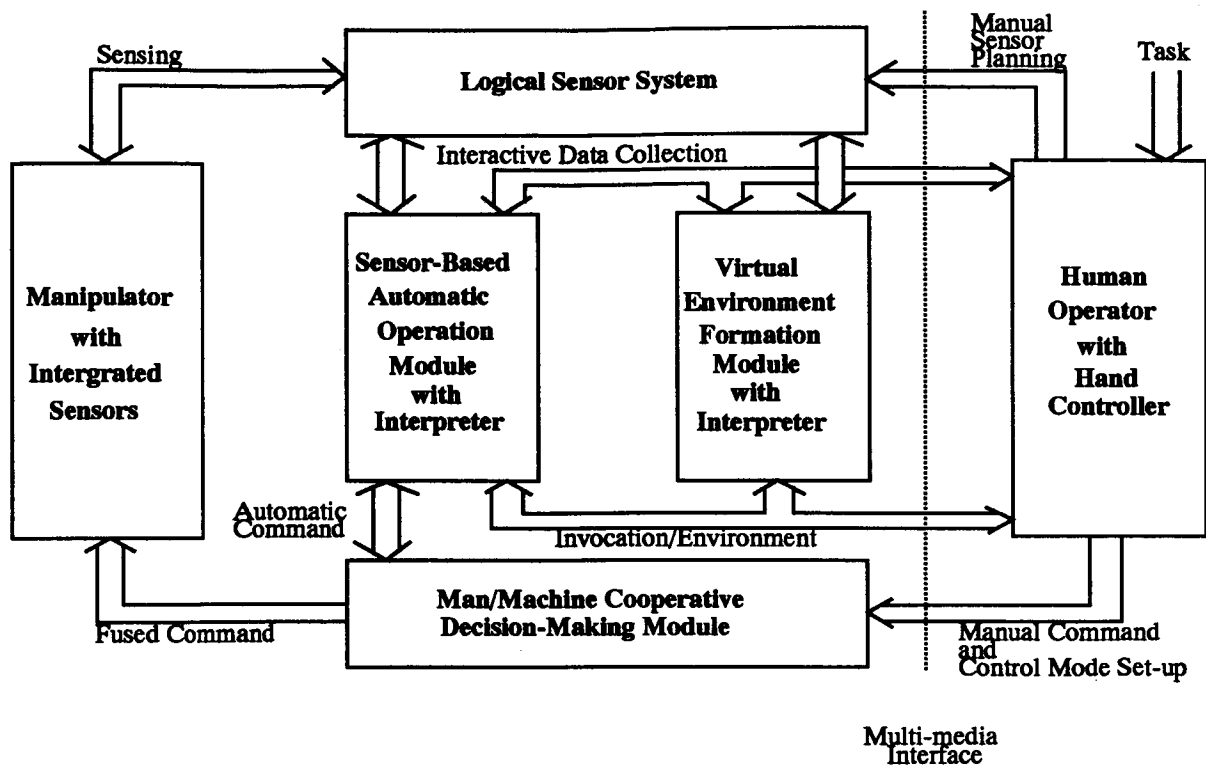 Sensing
Logical Sensor System
Manual
Sensor
Planning
Task
Interactive Data Collection
Manipulator
with
Intergrated
Sensors
Sensor-Based
Automatic
Operation
Module
with
Interpreter
Virtual
Environment
Formation
Module
with
Interpreter
Human
Operator
with
Hand
Controller
Automatic
Command
Invocation/Environment
Fused Command
Man/Machine Cooperative
Decision-Making Module
Manual Command
and
Control Mode Set-up
Multi-media
Interface